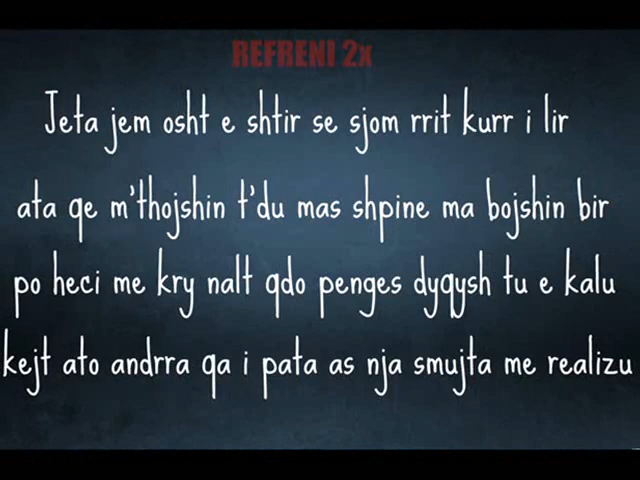 REFRENI 2x
Jeta jem osht e shtir se sjom rrit kurr i lir
ata qe m'thojshin t'du mas shpine ma bojshin bir
po heci me kry nalt qdo penges dyqysh tu e kalu
kejt ato andrra qa i pata as nja smujta me realizu